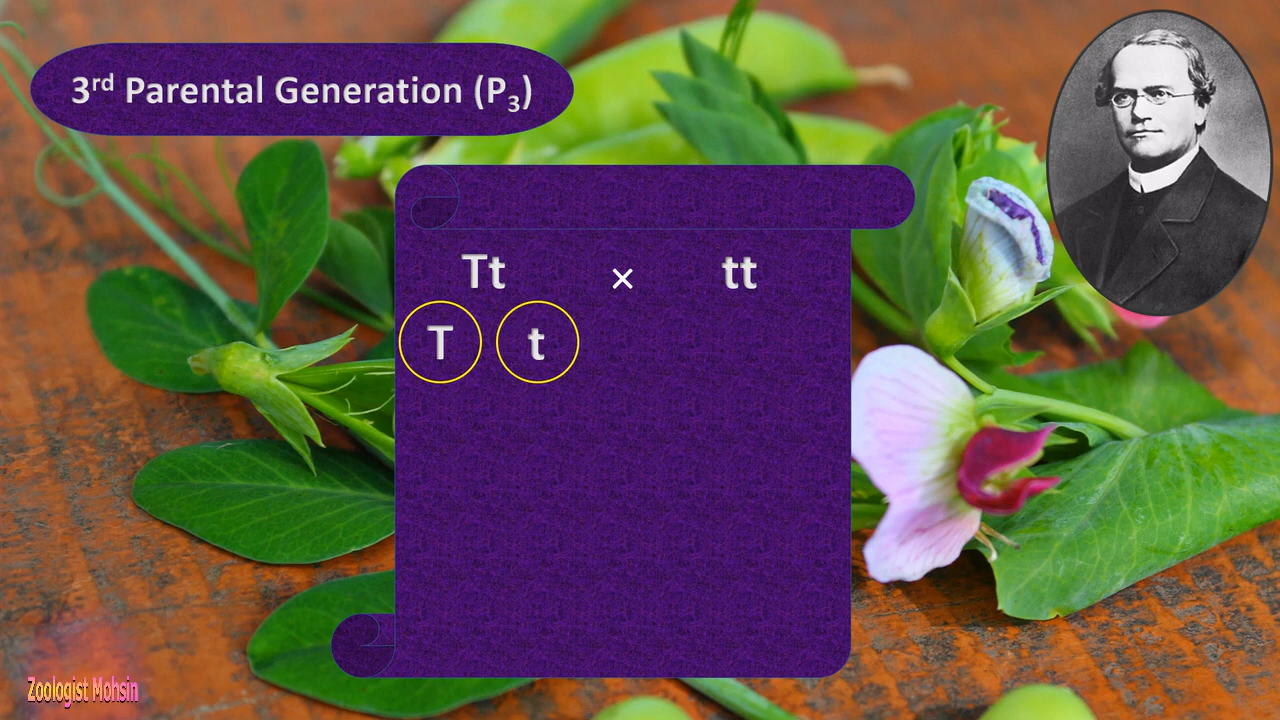 3rd Parental Generation (P3)
Tt × tt
T t
Zoologist Mohsin